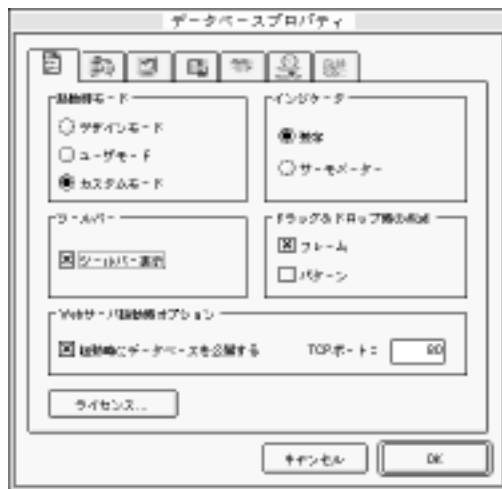 データベースプロパティ
起動時モード
デザインモード
ユーザモード
カスタムモード
インジケータ
サーモメーター
ツールバー
ツールバー表示
ドラッグ&ドロップ時の
フレーム
パターン
Webサーバ起動時オプション
起動時にデータベースを公開する
TCPポート:
80
ライセンス...
キャンセル
OK